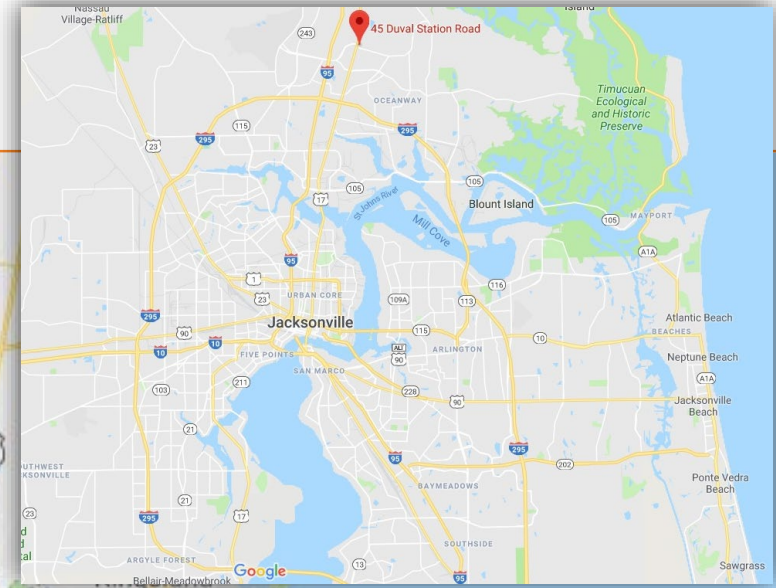 Nassau
Village-Ratliff
Island
243
45 Duval Station Road
95
OCEANWAY
Timucuan
Ecological
and Historic
Preserve
115
295
295
23
105
105
17
St Johns River
Blount Island
Mill Cove
105
MAYPORT
A1A
95
1
23
URBAN CORE
109A
116
113
295
90
Jacksonville
115
10
Atlantic Beach
BEACHES
10
10
FIVE POINTS
ALT
90
ARLINGTON
Neptune Beach
SAN MARCO
A1A
103
211
228
90
Jacksonville
Beach
21
295
95
202
BAYMEADOWS
Ponte Vedra
Beach
21
23
295
17
SOUTHSIDE
ARGYLE FOREST
Google
13
Sawgrass
Bellair-Meadowbrook
95